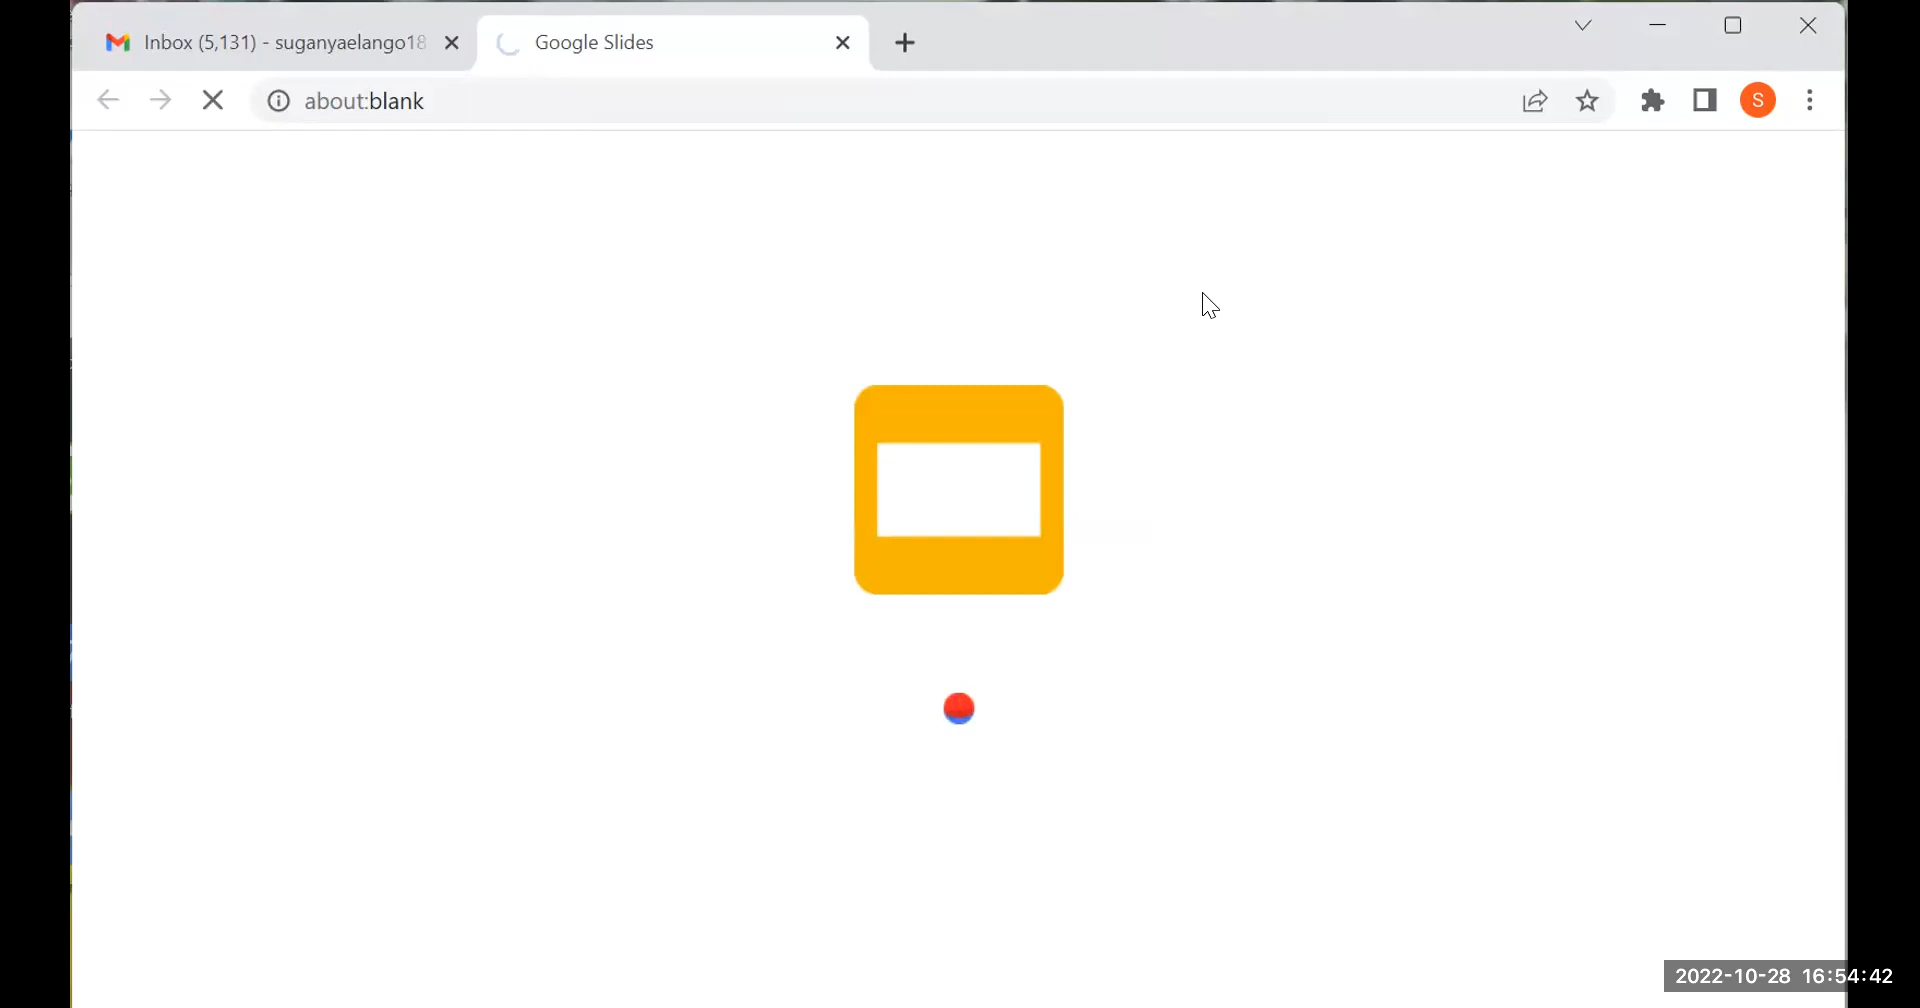 Inbox (5,131) - suganyaelango18
Google Slides
about:blank
S
2022-10-28 16:54:42